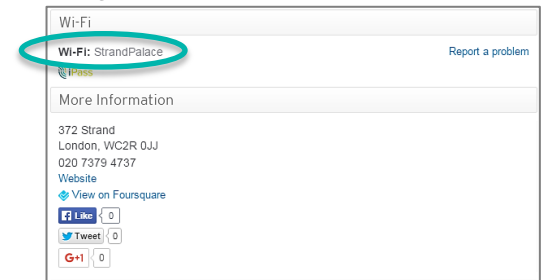 Wi-Fi
Wi-Fi: StrandPalace
Report a problem
iPass
More Information
372 Strand
London, WC2R 0JJ
020 7379 4737
Website
View on Foursquare
Like 0
Tweet 0
G+1 0